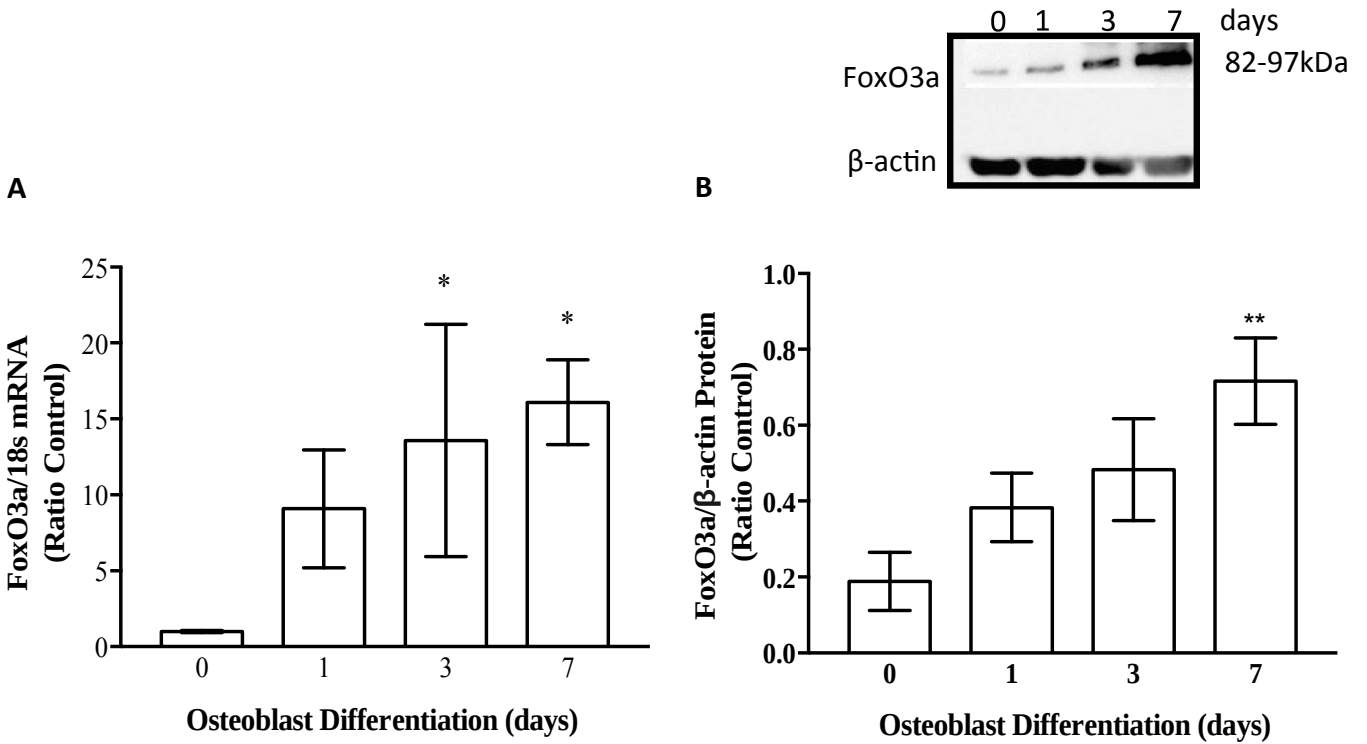 0 1 3 7 days
FoxO3a 82-97kDa
β-actin
A
25
20
15
10
5
0
* *
FoxO3a/18s mRNA
(Ratio Control)
0 1 3 7
Osteoblast Differentiation (days)
B
1.0
0.8
0.6
0.4
0.2
0.0
**
FoxO3a/β-actin Protein
(Ratio Control)
0 1 3 7
Osteoblast Differentiation (days)